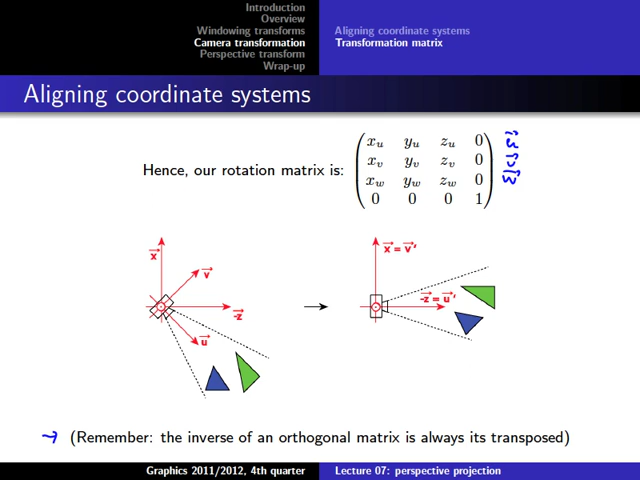 Introduction
Overview
Windowing transforms
Camera transformation
Perspective transform
Wrap-up
Aligning coordinate systems
Transformation matrix
Aligning coordinate systems
Hence, our rotation matrix is:
x_u y_u z_u 0
x_v y_v z_v 0
x_w y_w z_w 0
0 0 0 1
x
v
-z
u
x = v'
-z = u'
(Remember: the inverse of an orthogonal matrix is always its transposed)
Graphics 2011/2012, 4th quarter
Lecture 07: perspective projection